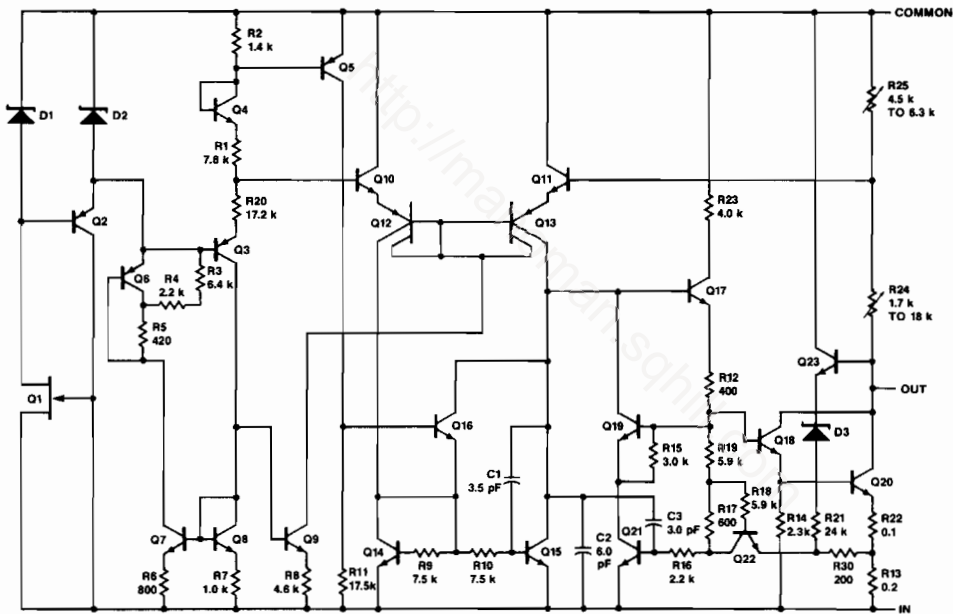 COMMON
R2
1.4 k
Q5
R25
4.5 k
TO 6.3 k
D1
D2
Q4
R1
7.8 k
Q10
Q11
R20
17.2 k
R23
4.0 k
Q2
Q12
Q13
Q3
Q6
R4
2.2 k
R3
6.4 k
Q17
R24
1.7 k
TO 18 k
R5
420
Q23
R12
400
OUT
Q1
Q16
Q19
R15
3.0 k
R19
5.9 k
Q18
D3
C1
3.5 pF
Q20
R18
5.9 k
Q7
Q8
Q9
Q14
R9
7.5 k
R10
7.5 k
Q15
C2
6.0
pF
Q21
C3
3.0 pF
R17
600
R14
2.3k
R21
24 k
R22
0.1
R6
800
R7
1.0 k
R8
4.6 k
R11
17.5k
R16
2.2 k
Q22
R30
200
R13
0.2
IN